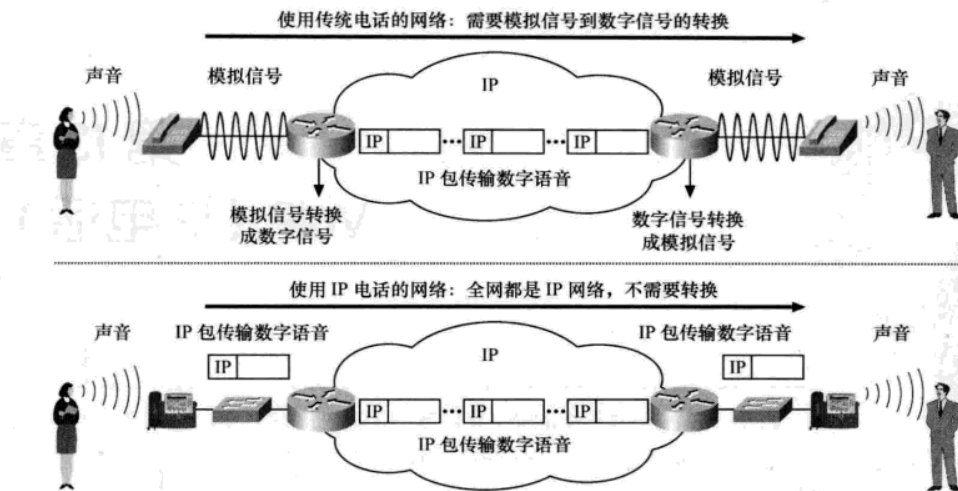 使用传统电话的网络：需要模拟信号到数字信号的转换
声音
模拟信号
IP
模拟信号
声音
IP
IP
IP
IP 包传输数字语音
模拟信号转换
成数字信号
数字信号转换
成模拟信号
使用 IP 电话的网络：全网都是 IP 网络，不需要转换
声音
IP 包传输数字语音
IP
IP 包传输数字语音
声音
IP
IP
IP
IP
IP
IP 包传输数字语音